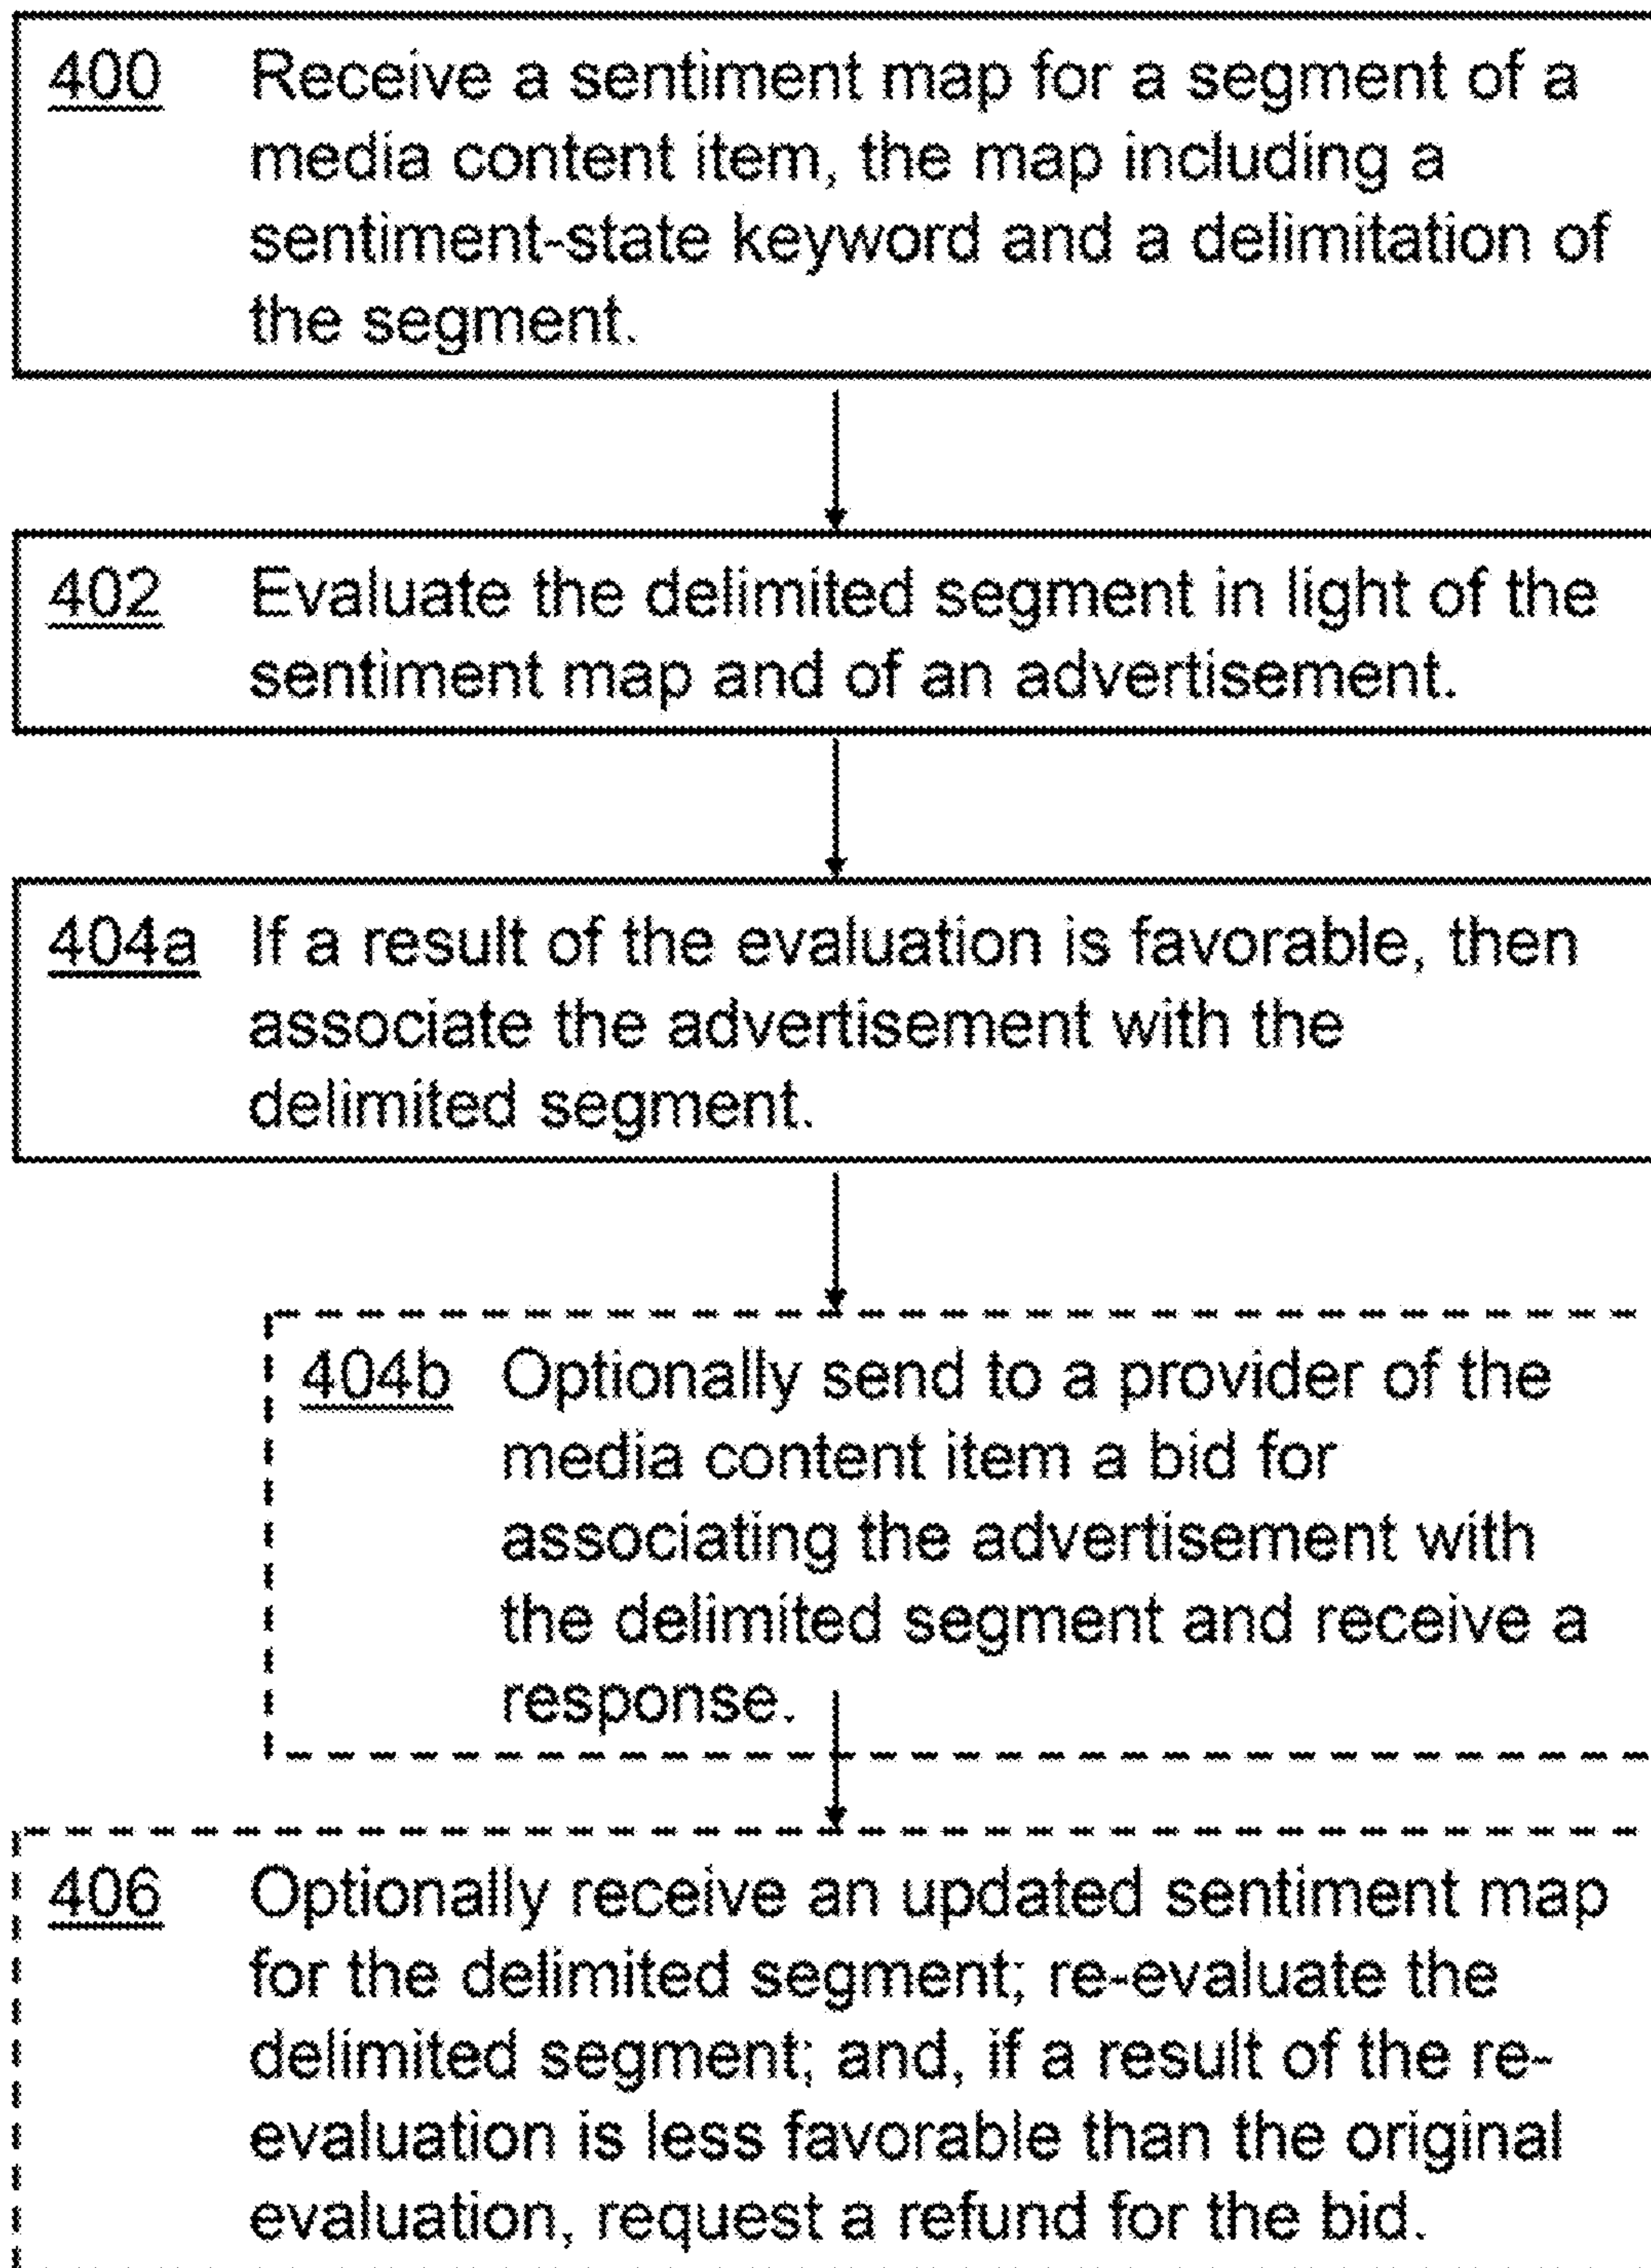 400 Receive a sentiment map for a segment of a
media content item, the map including a
sentiment-state keyword and a delimitation of
the segment.
402 Evaluate the delimited segment in light of the
sentiment map and of an advertisement.
404a If a result of the evaluation is favorable, then
associate the advertisement with the
delimited segment.
404b Optionally send to a provider of the
media content item a bid for
associating the advertisement with
the delimited segment and receive a
response.
406 Optionally receive an updated sentiment map
for the delimited segment; re-evaluate the
delimited segment; and, if a result of the re-
evaluation is less favorable than the original
evaluation, request a refund for the bid.